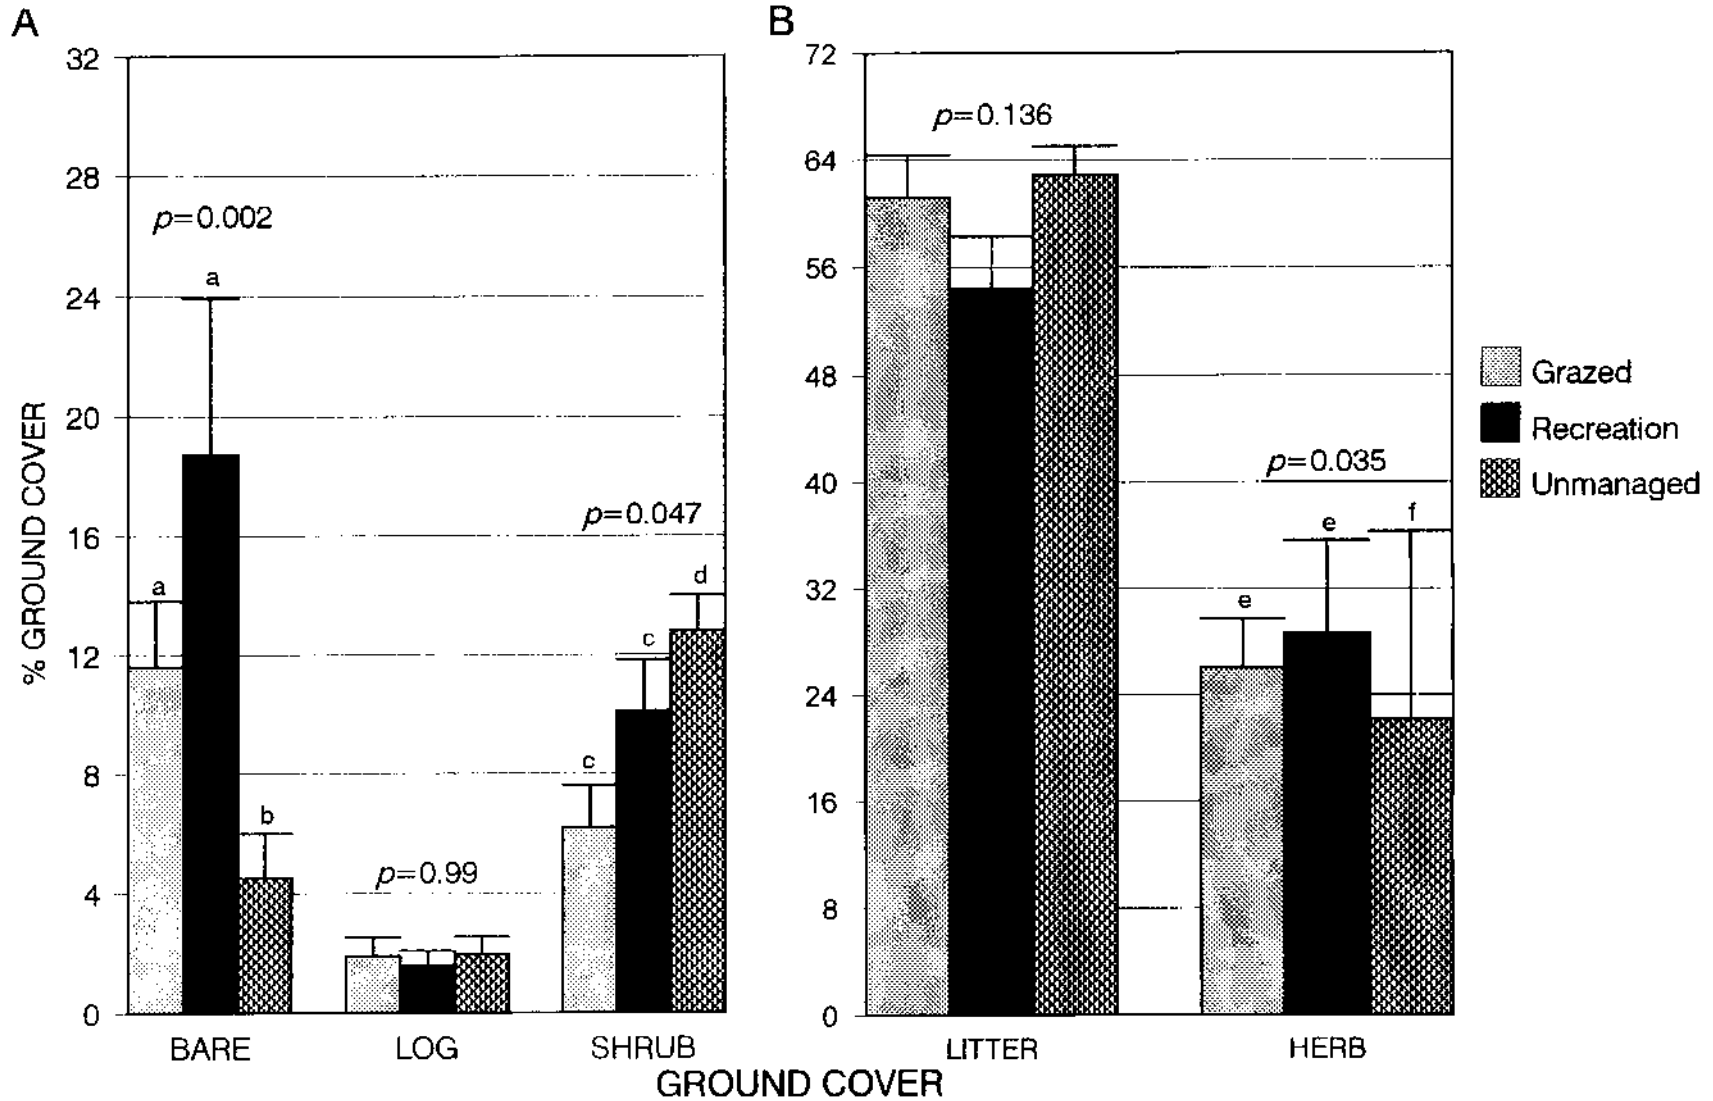 A
B
% GROUND COVER
32
28
24
20
16
12
8
4
0
p=0.002
a
a
b
p=0.99
p=0.047
c
c
d
BARE
LOG
SHRUB
72
64
56
48
40
32
24
16
8
0
p=0.136
p=0.035
e
e
f
LITTER
HERB
GROUND COVER
Grazed
Recreation
Unmanaged